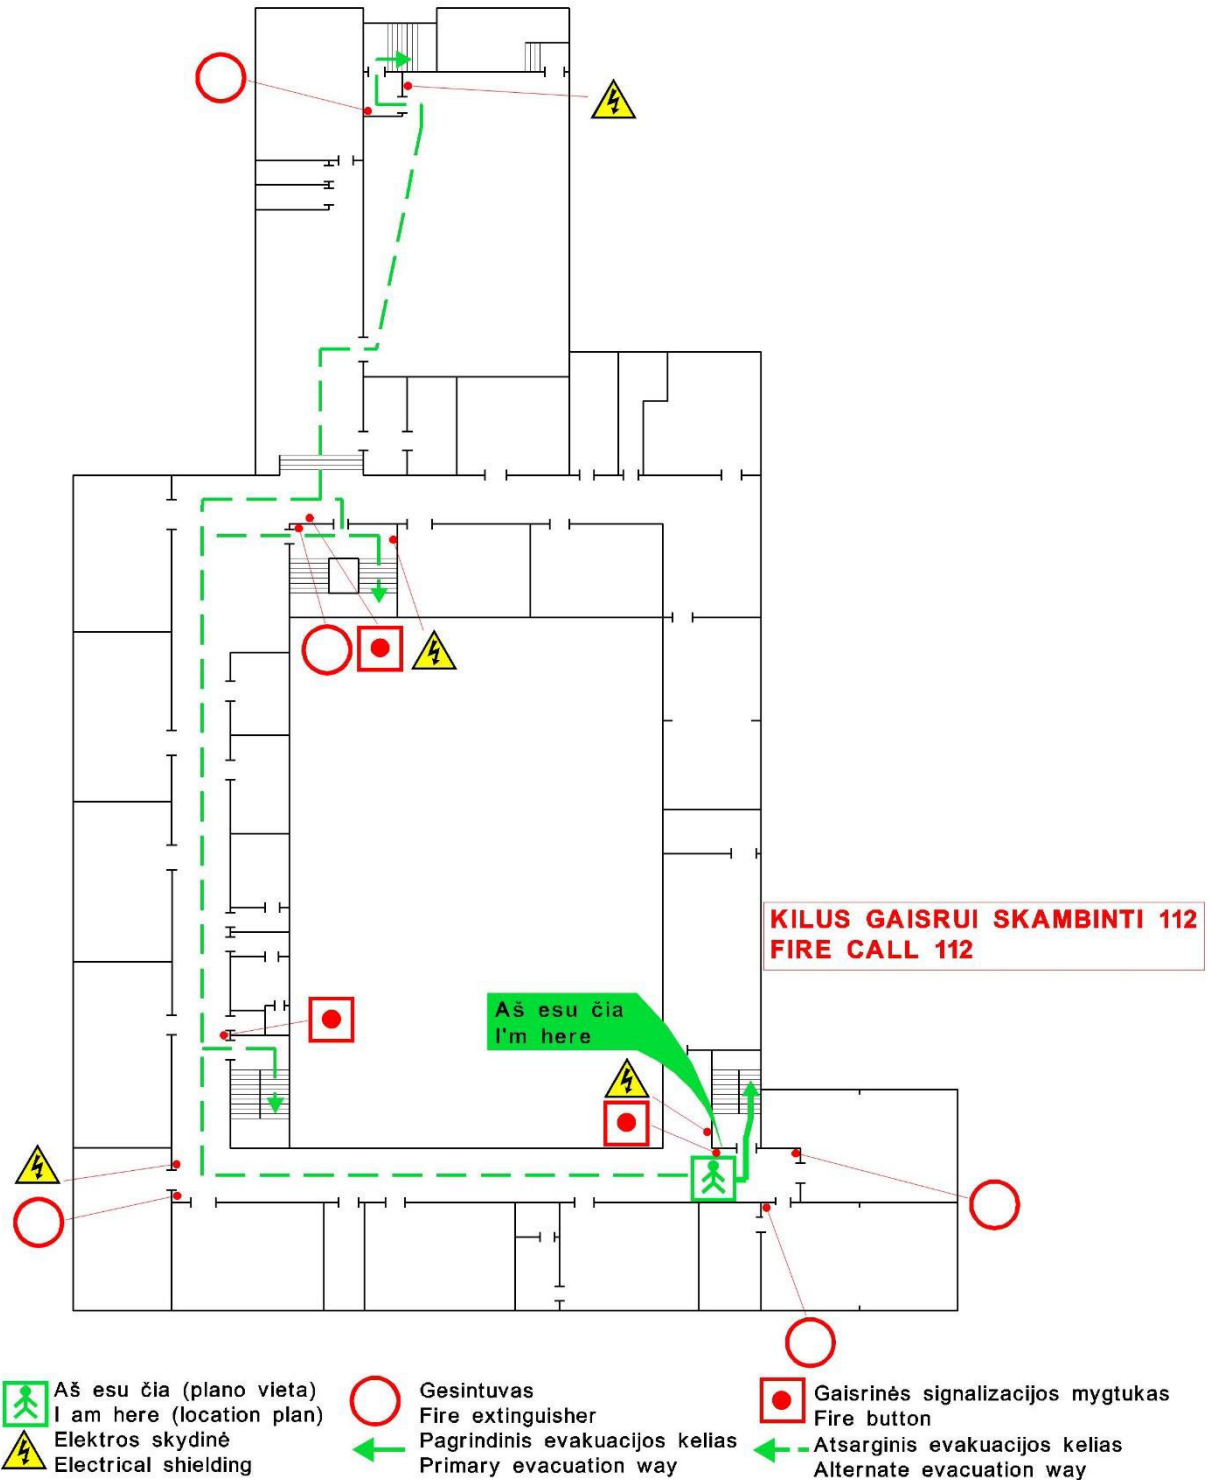 KILUS GAISRUI SKAMBINTI 112
FIRE CALL 112
Aš esu čia
I'm here
Aš esu čia (plano vieta)
I am here (location plan)
Elektros skydinė
Electrical shielding
Gesintuvas
Fire extinguisher
Pagrindinis evakuacijos kelias
Primary evacuation way
Gaisrinės signalizacijos mygtukas
Fire button
Atsarginis evakuacijos kelias
Alternate evacuation way